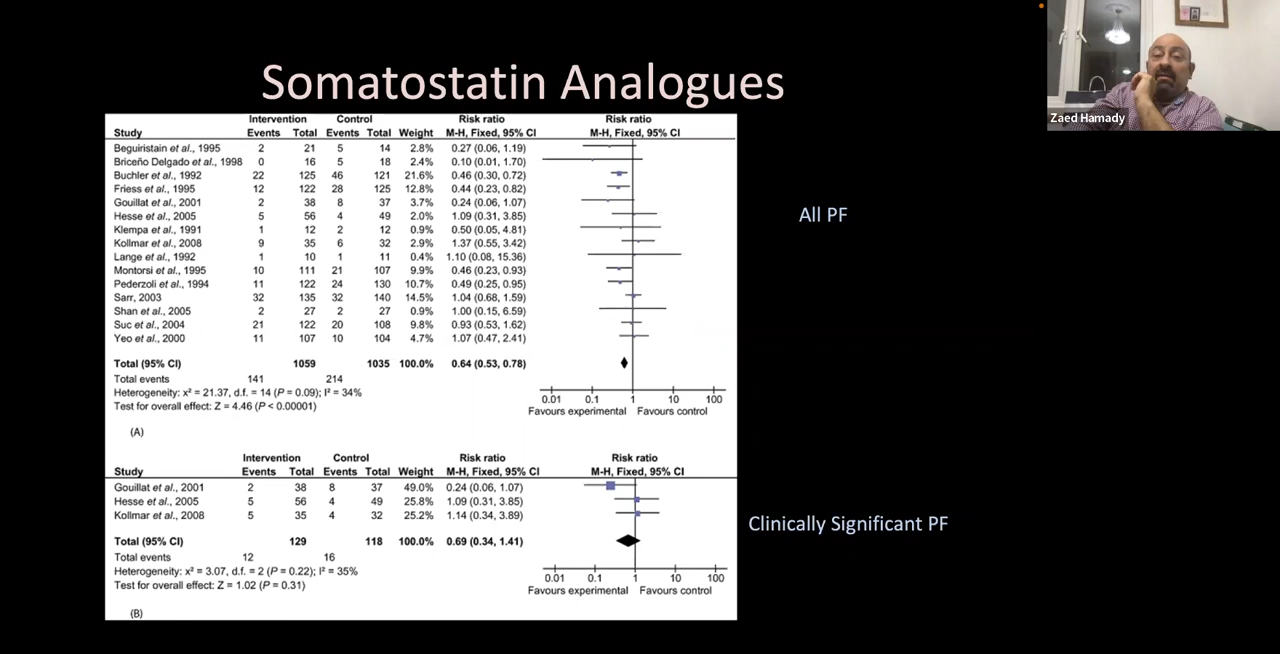 Somatostatin Analogues
Zaed Hamady
Intervention Control Risk ratio Risk ratio
Study Events Total Events Total Weight M-H, Fixed, 95% CI M-H, Fixed, 95% CI
Beguiristain et al., 1995 2 21 5 14 2.8% 0.27 (0.06, 1.19)
Briceño Delgado et al., 1998 0 16 5 18 2.4% 0.10 (0.01, 1.70)
Buchler et al., 1992 22 125 46 121 21.6% 0.46 (0.30, 0.72)
Friess et al., 1995 12 122 28 125 12.8% 0.44 (0.23, 0.82)
Gouillat et al., 2001 2 38 8 37 3.8% 0.24 (0.06, 1.07)
Hesse et al., 2005 5 56 4 49 2.0% 1.09 (0.31, 3.85)
Klempa et al., 1991 1 12 2 12 0.9% 0.50 (0.05, 4.81)
Kollmar et al., 2008 9 35 6 32 2.9% 1.37 (0.55, 3.42)
Lange et al., 1992 1 10 1 11 0.4% 1.10 (0.08, 15.36)
Montorsi et al., 1995 10 111 21 107 9.9% 0.46 (0.23, 0.93)
Pederzoli et al., 1994 11 122 24 130 10.7% 0.49 (0.25, 0.95)
Sarr, 2003 32 135 32 140 14.5% 1.04 (0.68, 1.59)
Shan et al., 2005 2 27 2 27 0.9% 1.00 (0.15, 6.59)
Suc et al., 2004 21 122 20 108 9.8% 0.93 (0.53, 1.62)
Yeo et al., 2000 11 107 10 104 4.7% 1.07 (0.47, 2.41)
Total (95% CI) 1059 1035 100.0% 0.64 (0.53, 0.78)
Total events 141 214
Heterogeneity: x² = 21.37, d.f. = 14 (P = 0.09); I² = 34%
Test for overall effect: Z = 4.46 (P < 0.00001)
0.01 0.1 1 10 100
Favours experimental Favours control
(A)
All PF
Intervention Control Risk ratio Risk ratio
Study Events Total Events Total Weight M-H, Fixed, 95% CI M-H, Fixed, 95% CI
Gouillat et al., 2001 2 38 8 37 49.0% 0.24 (0.06, 1.07)
Hesse et al., 2005 5 56 4 49 25.8% 1.09 (0.31, 3.85)
Kollmar et al., 2008 5 35 4 32 25.2% 1.14 (0.34, 3.89)
Total (95% CI) 129 118 100.0% 0.69 (0.34, 1.41)
Total events 12 16
Heterogeneity: x² = 3.07, d.f. = 2 (P = 0.22); I² = 35%
Test for overall effect: Z = 1.02 (P = 0.31)
0.01 0.1 1 10 100
Favours experimental Favours control
(B)
Clinically Significant PF